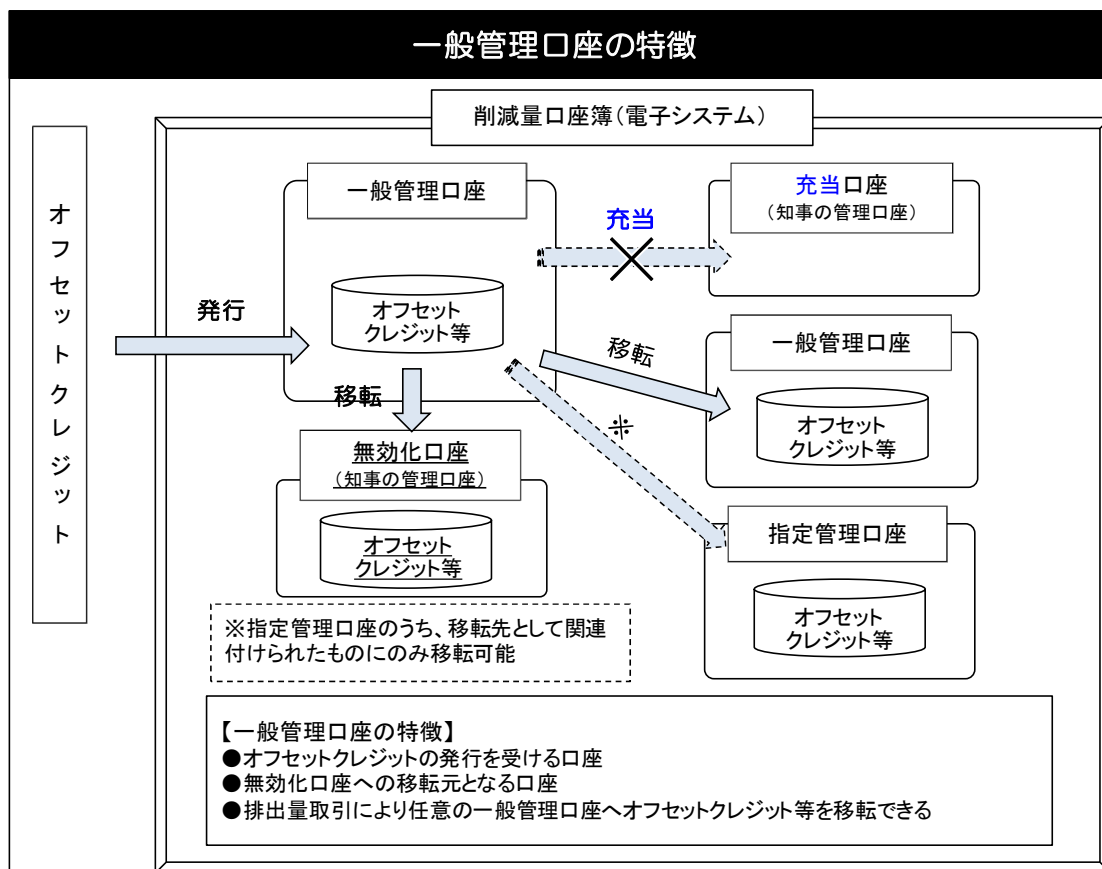 一般管理口座の特徴
削減量口座簿(電子システム)
オフセットクレジット
発行
一般管理口座
オフセット
クレジット等
充当
充当口座
(知事の管理口座)
移転
一般管理口座
オフセット
クレジット等
移転
無効化口座
(知事の管理口座)
オフセット
クレジット等
※
指定管理口座
オフセット
クレジット等
※指定管理口座のうち、移転先として関連
付けられたものにのみ移転可能
【一般管理口座の特徴】
●オフセットクレジットの発行を受ける口座
●無効化口座への移転元となる口座
●排出量取引により任意の一般管理口座へオフセットクレジット等を移転できる